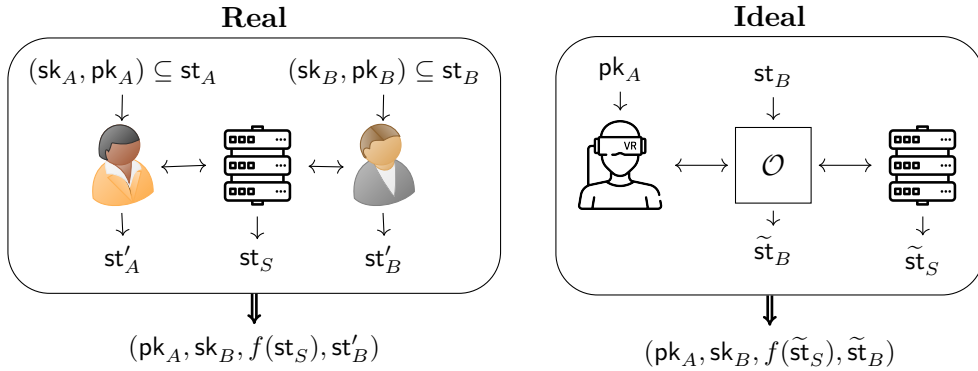 Real
(sk_A, pk_A) ⊆ st_A
(sk_B, pk_B) ⊆ st_B
st′_A
st_S
st′_B
(pk_A, sk_B, f(st_S), st′_B)
Ideal
pk_A
st_B
VR
𝒪
s̃t_B
s̃t_S
(pk_A, sk_B, f(s̃t_S), s̃t_B)